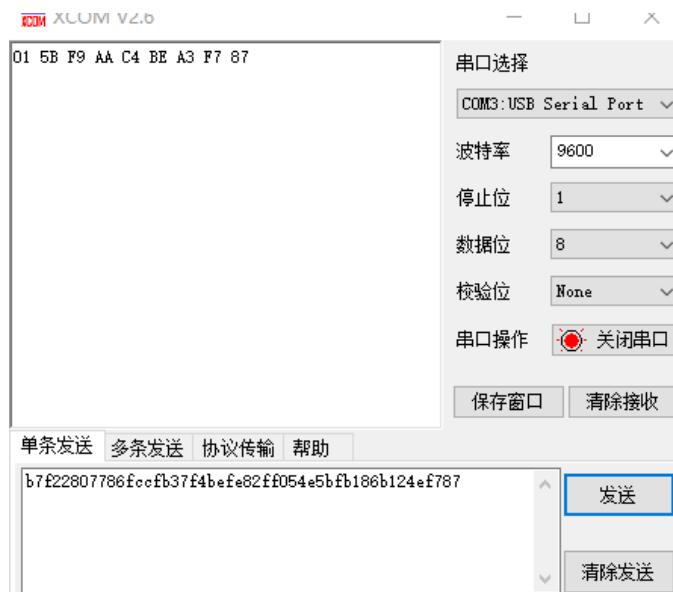 XCOM V2.6
01 5B F9 AA C4 BE A3 F7 87
串口选择
COM3:USB Serial Port
波特率 9600
停止位 1
数据位 8
校验位 None
串口操作 关闭串口
保存窗口 清除接收
单条发送 多条发送 协议传输 帮助
b7f22807786fccfb37f4befe82ff054e5bfb186b124ef787
发送
清除发送